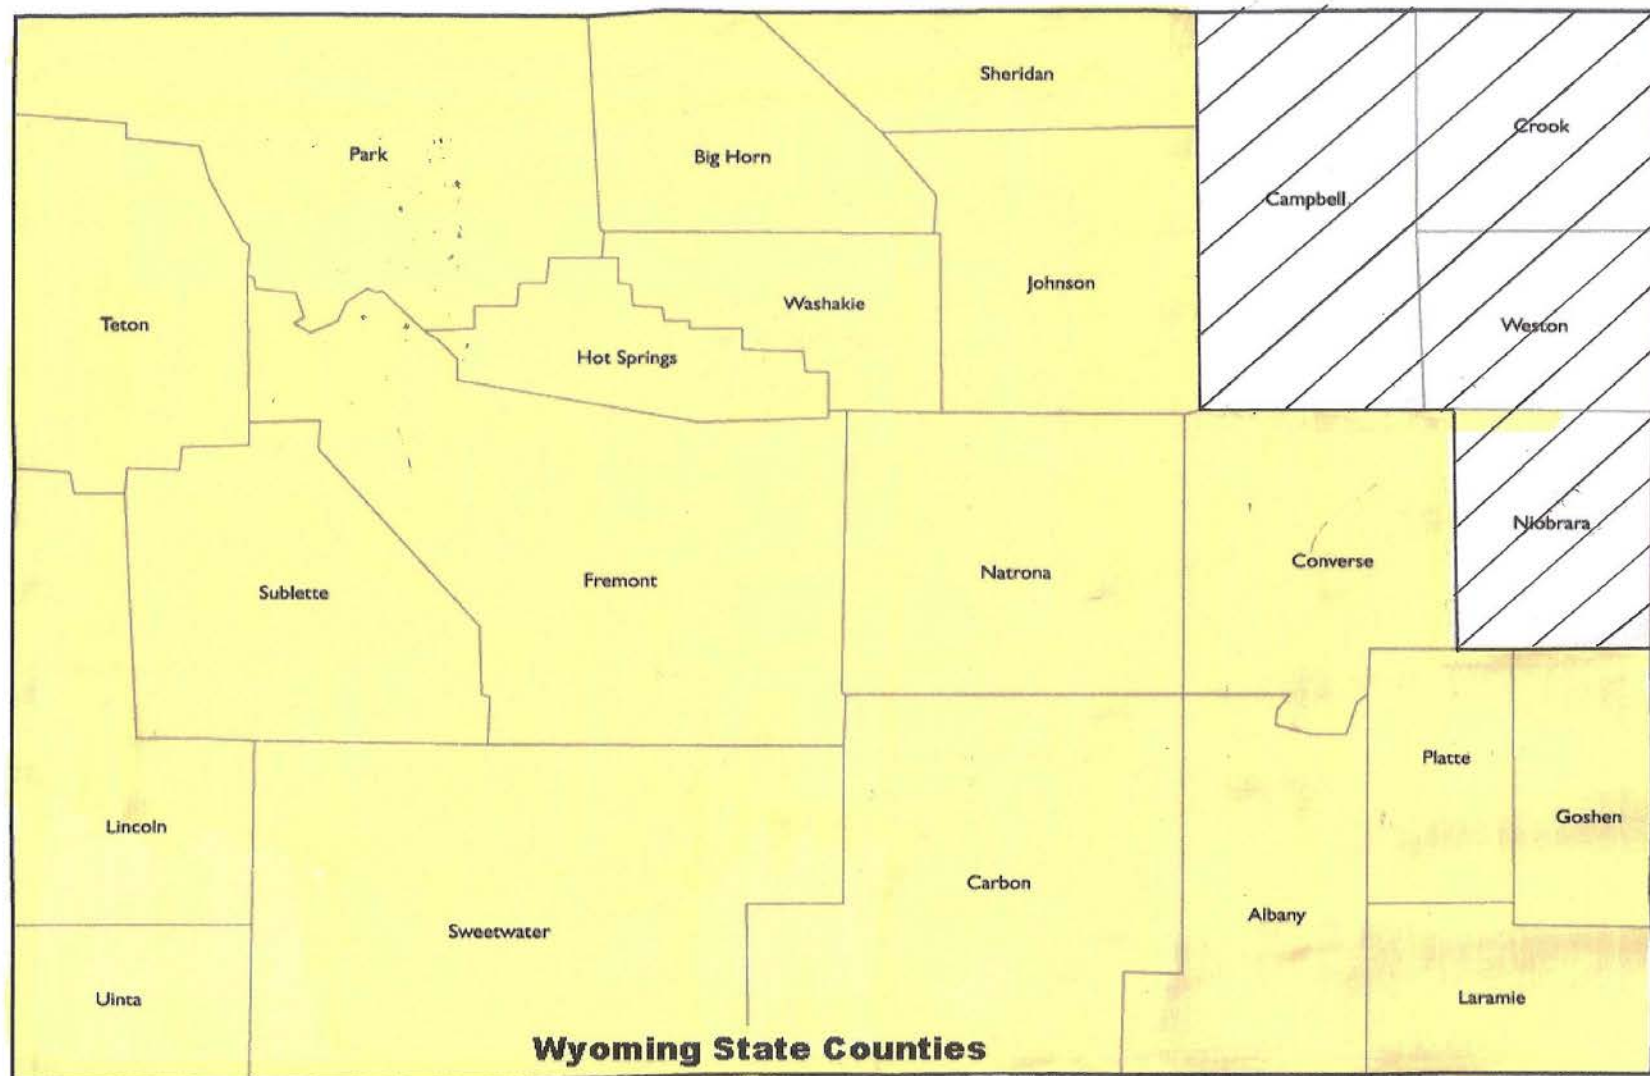 Sheridan
Crook
Park
Big Horn
Campbell
Johnson
Washakie
Teton
Weston
Hot Springs
Niobrara
Converse
Natrona
Fremont
Sublette
Platte
Goshen
Lincoln
Carbon
Albany
Sweetwater
Uinta
Laramie
Wyoming State Counties